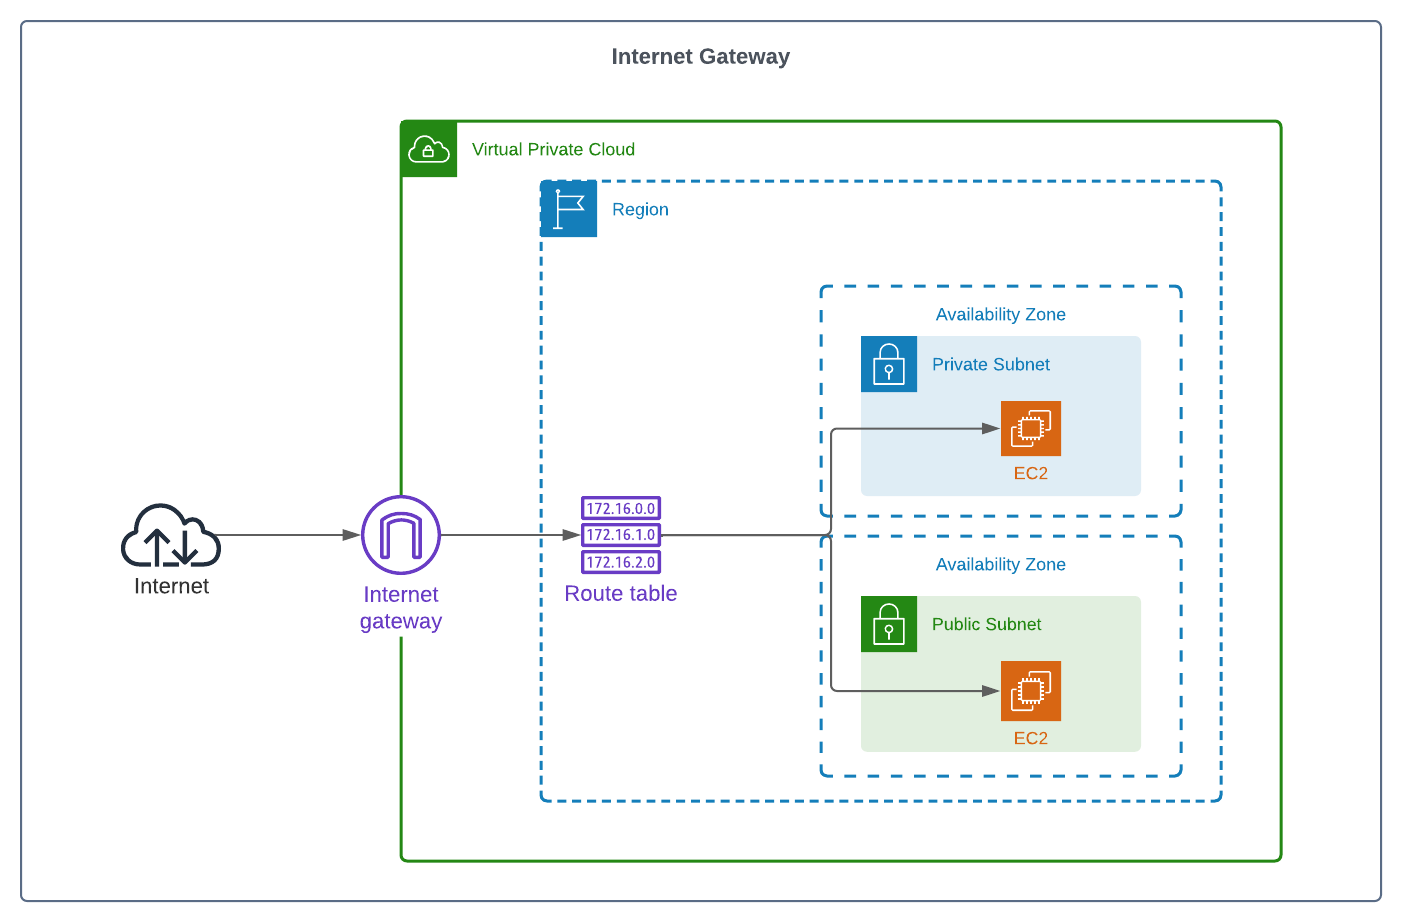 Internet Gateway
Virtual Private Cloud
Region
Availability Zone
Private Subnet
EC2
172.16.0.0
172.16.1.0
172.16.2.0
Route table
Internet
Internet
gateway
Availability Zone
Public Subnet
EC2